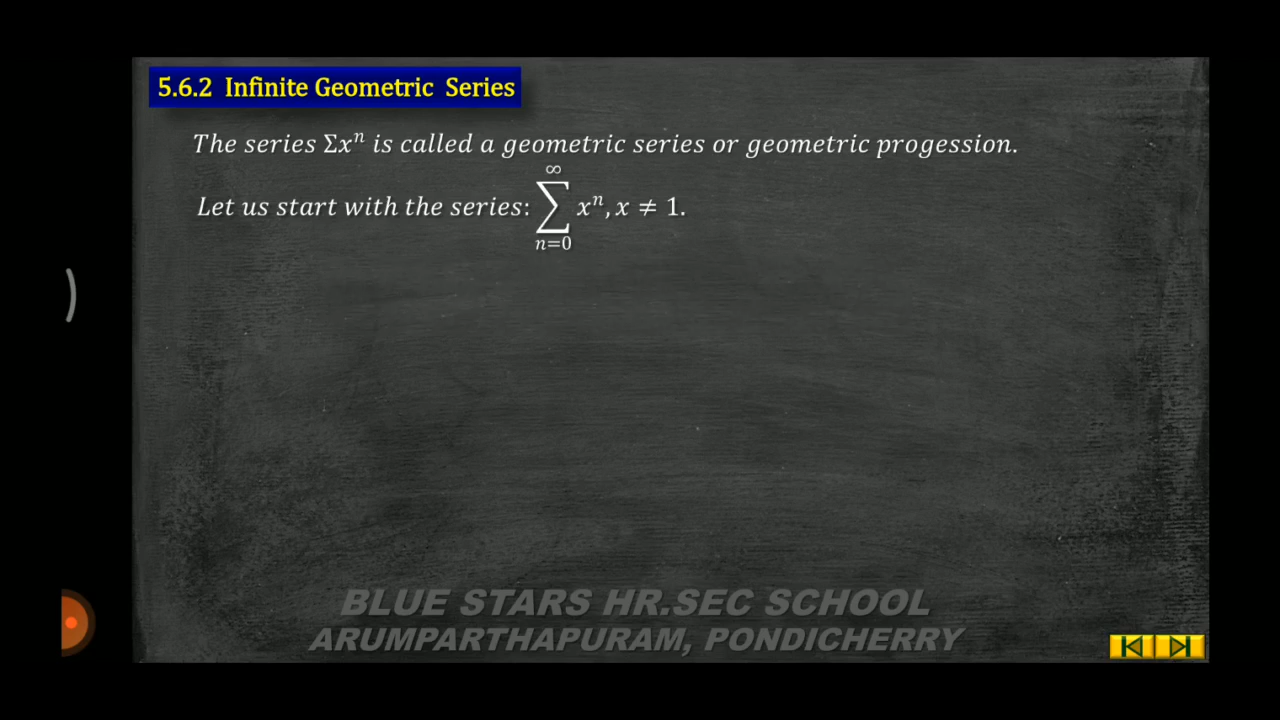 5.6.2 Infinite Geometric Series
The series Σxⁿ is called a geometric series or geometric progession.
Let us start with the series: ∑_{n=0}^{∞} xⁿ, x ≠ 1.
BLUE STARS HR.SEC SCHOOL
ARUMPARTHAPURAM, PONDICHERRY